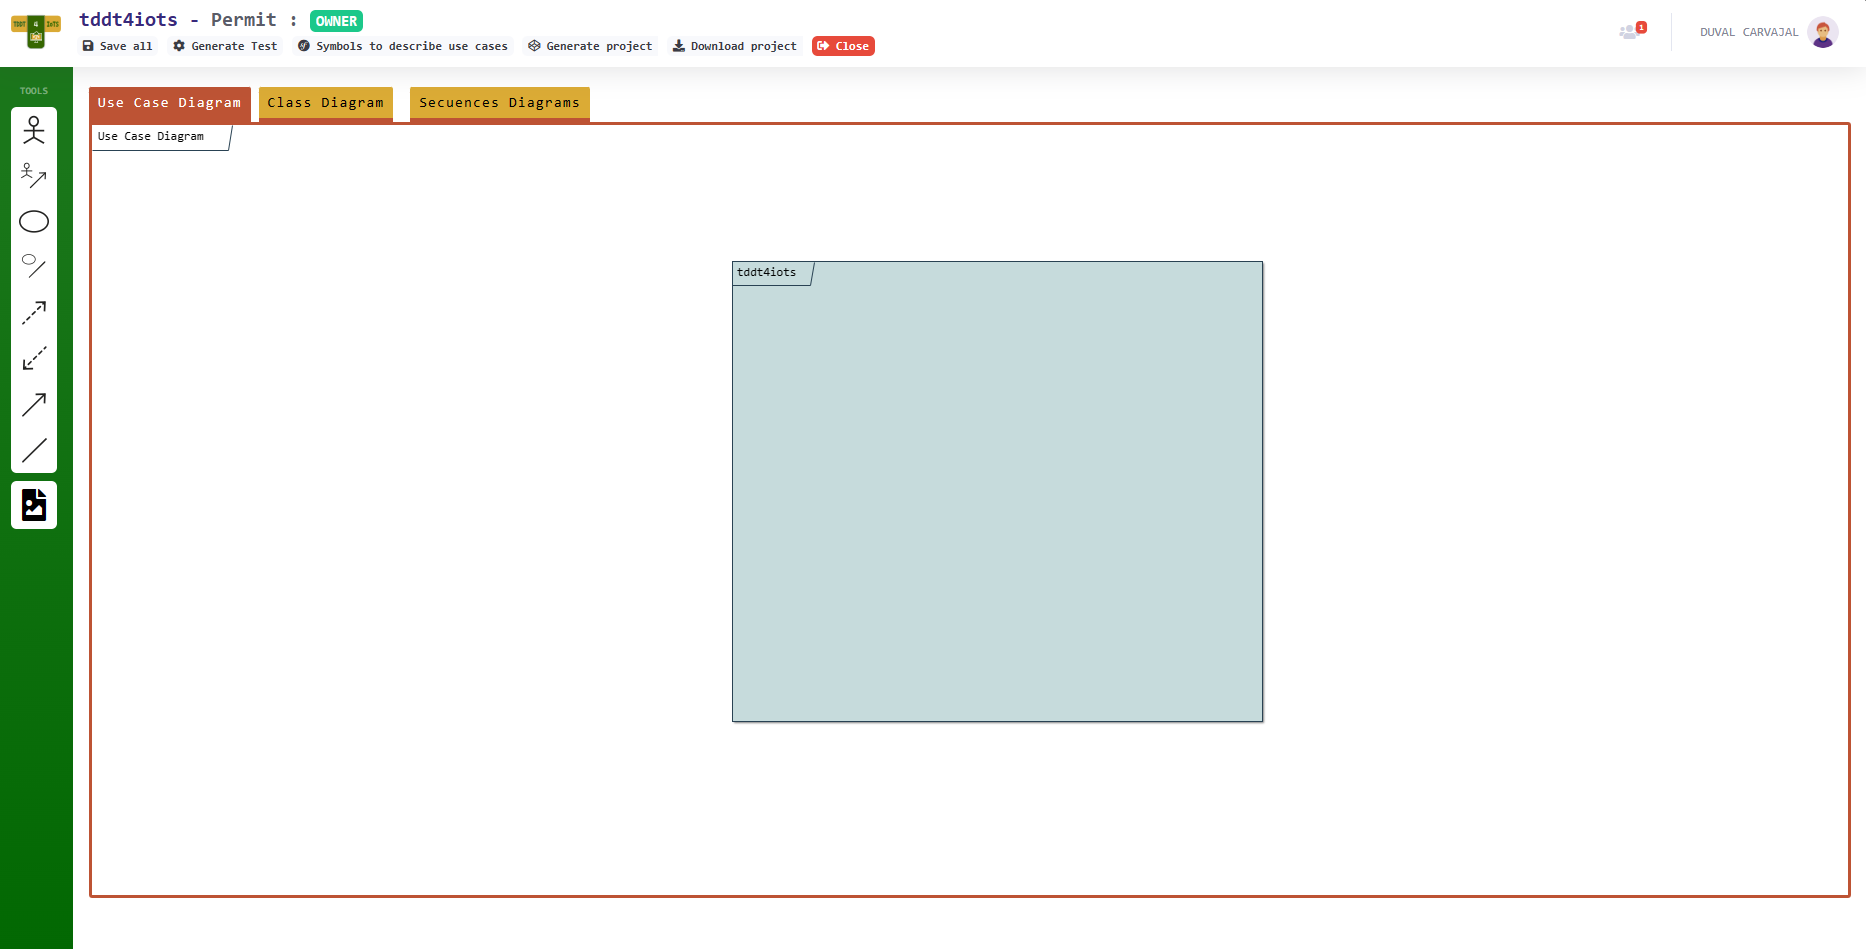 TDDT 4 IoTS
tddt4iots - Permit : OWNER
Save all Generate Test Symbols to describe use cases Generate project Download project Close
1
DUVAL CARVAJAL
TOOLS
Use Case Diagram Class Diagram Secuences Diagrams
Use Case Diagram
tddt4iots